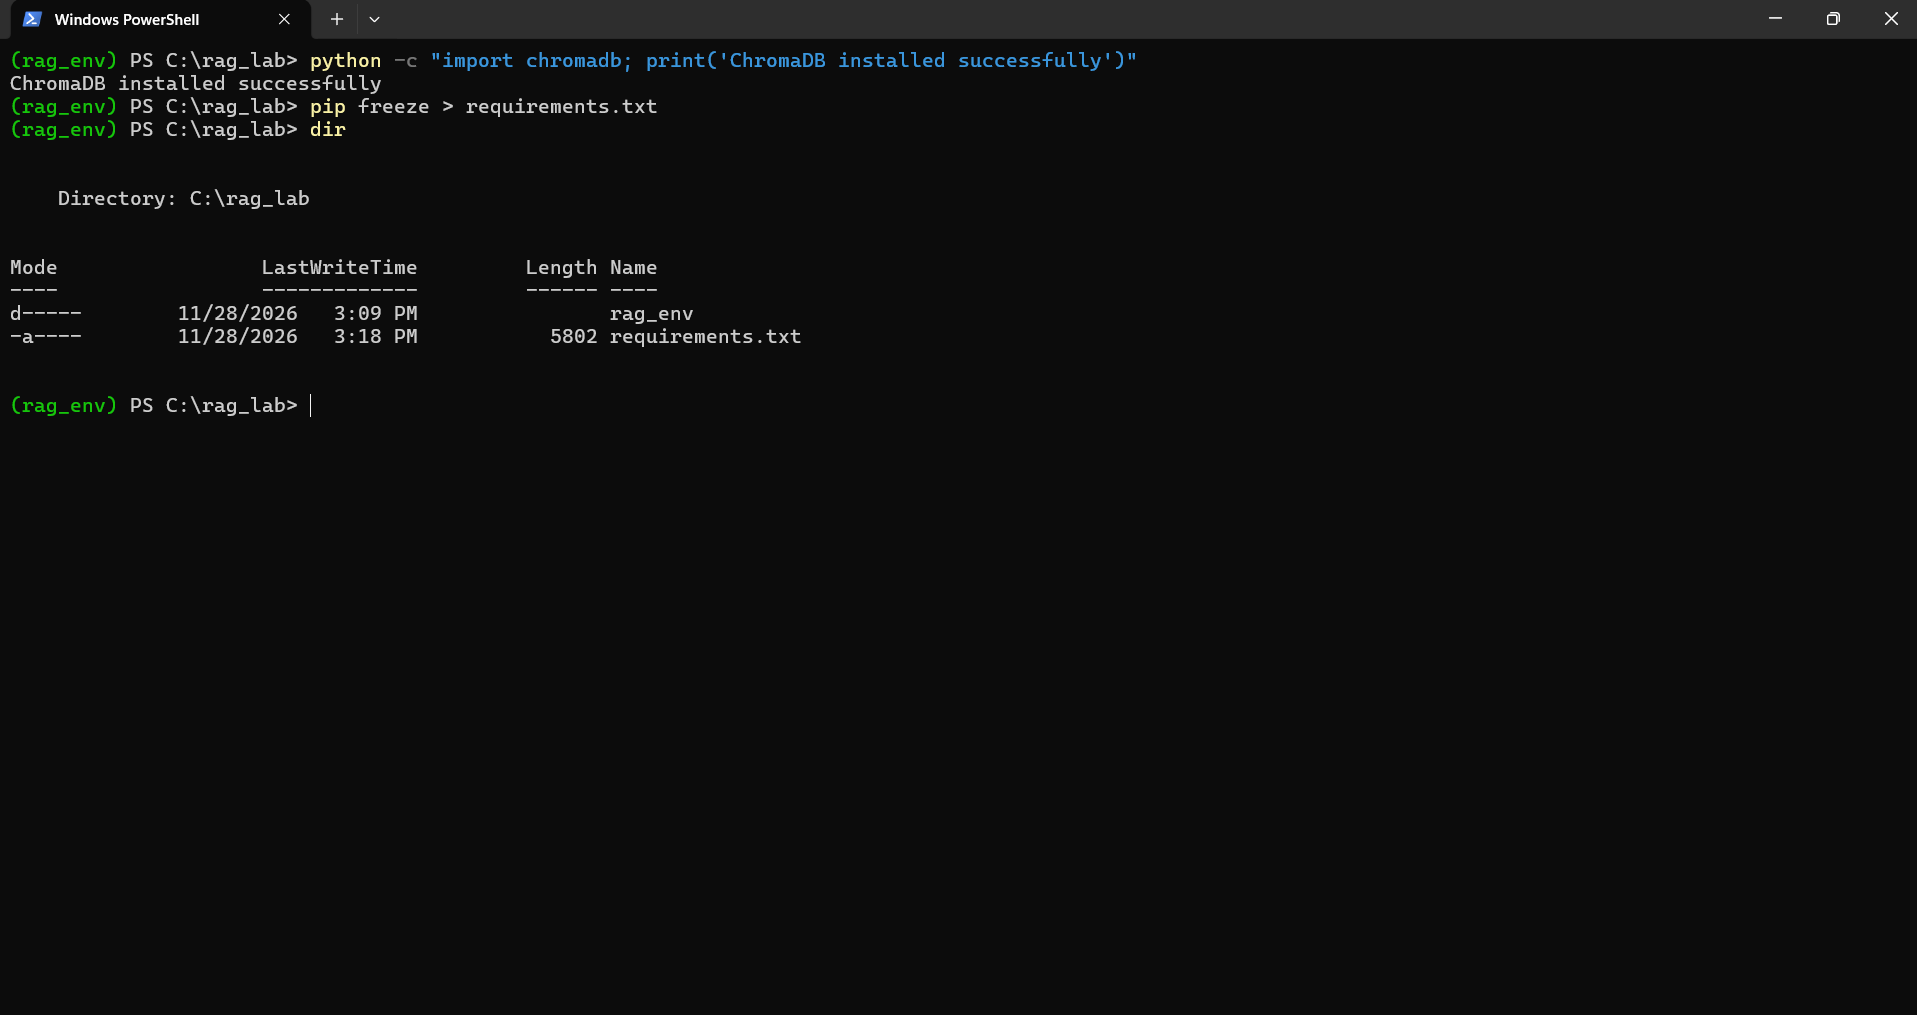 Windows PowerShell
(rag_env) PS C:\rag_lab> python -c "import chromadb; print('ChromaDB installed successfully')"
ChromaDB installed successfully
(rag_env) PS C:\rag_lab> pip freeze > requirements.txt
(rag_env) PS C:\rag_lab> dir
    Directory: C:\rag_lab
Mode                 LastWriteTime         Length Name
----                 -------------         ------ ----
d-----        11/28/2026   3:09 PM                rag_env
-a----        11/28/2026   3:18 PM           5802 requirements.txt
(rag_env) PS C:\rag_lab>